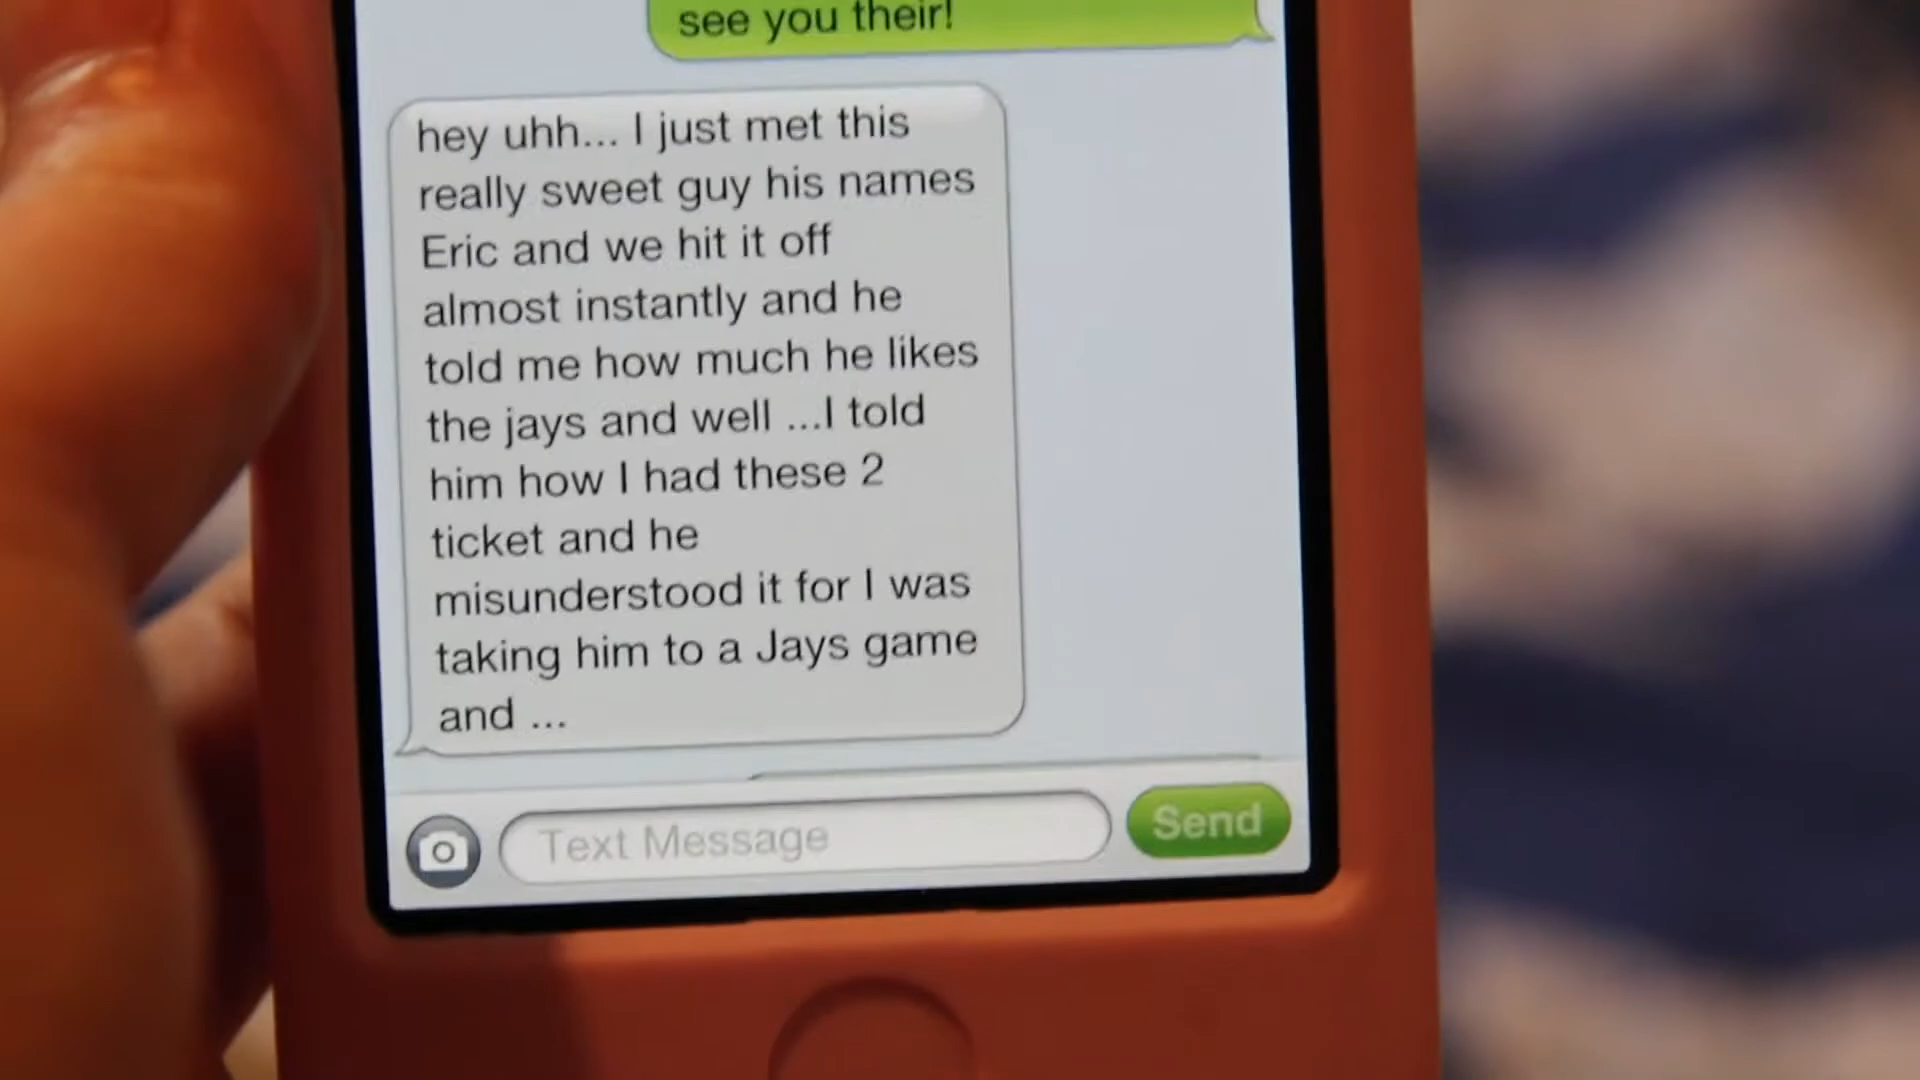 see you their!
hey uhh... I just met this
really sweet guy his names
Eric and we hit it off
almost instantly and he
told me how much he likes
the jays and well ...I told
him how I had these 2
ticket and he
misunderstood it for I was
taking him to a Jays game
and ...
Text Message
Send